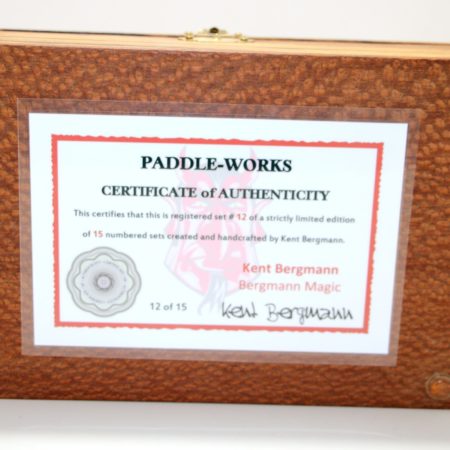 PADDLE-WORKS
CERTIFICATE of AUTHENTICITY
This certifies that this is registered set # 12 of a strictly limited edition
of 15 numbered sets created and handcrafted by Kent Bergmann.
Kent Bergmann
Bergmann Magic
12 of 15
Kent Bergmann